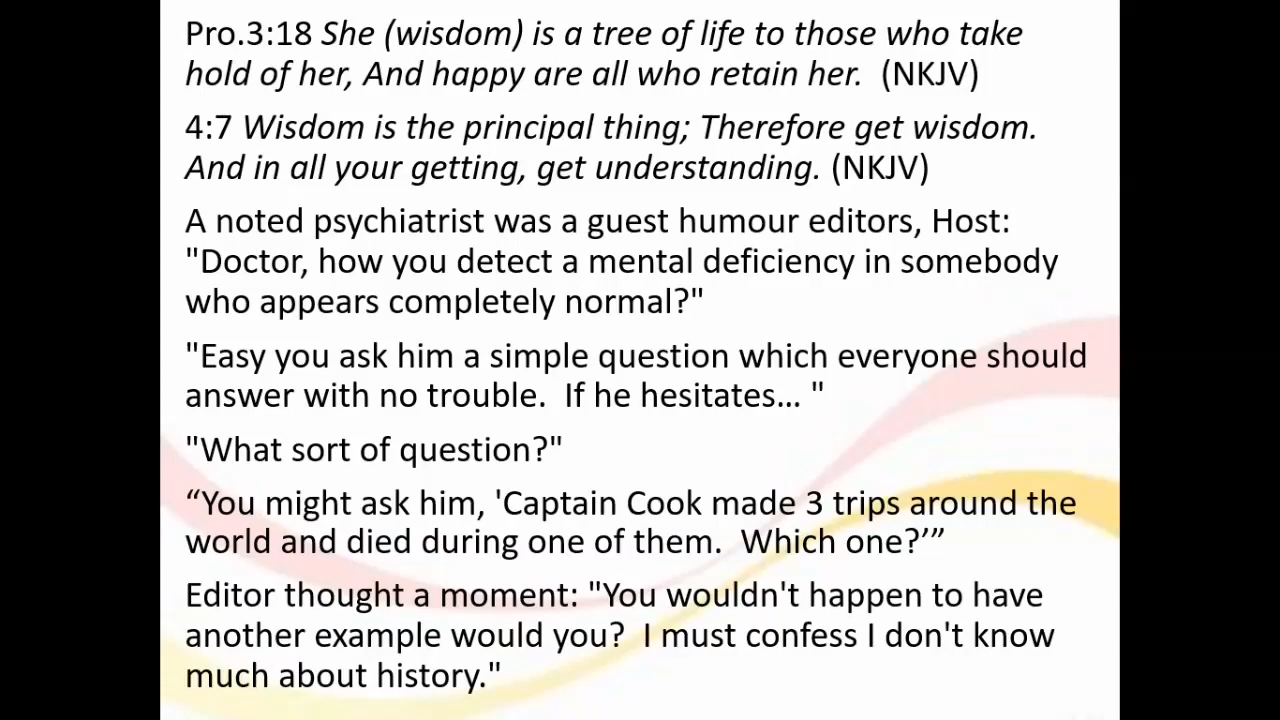 Pro.3:18 She (wisdom) is a tree of life to those who take
hold of her, And happy are all who retain her.  (NKJV)
4:7 Wisdom is the principal thing; Therefore get wisdom.
And in all your getting, get understanding. (NKJV)
A noted psychiatrist was a guest humour editors, Host:
"Doctor, how you detect a mental deficiency in somebody
who appears completely normal?"
"Easy you ask him a simple question which everyone should
answer with no trouble.  If he hesitates... "
"What sort of question?"
“You might ask him, 'Captain Cook made 3 trips around the
world and died during one of them.  Which one?’”
Editor thought a moment: "You wouldn't happen to have
another example would you?  I must confess I don't know
much about history."